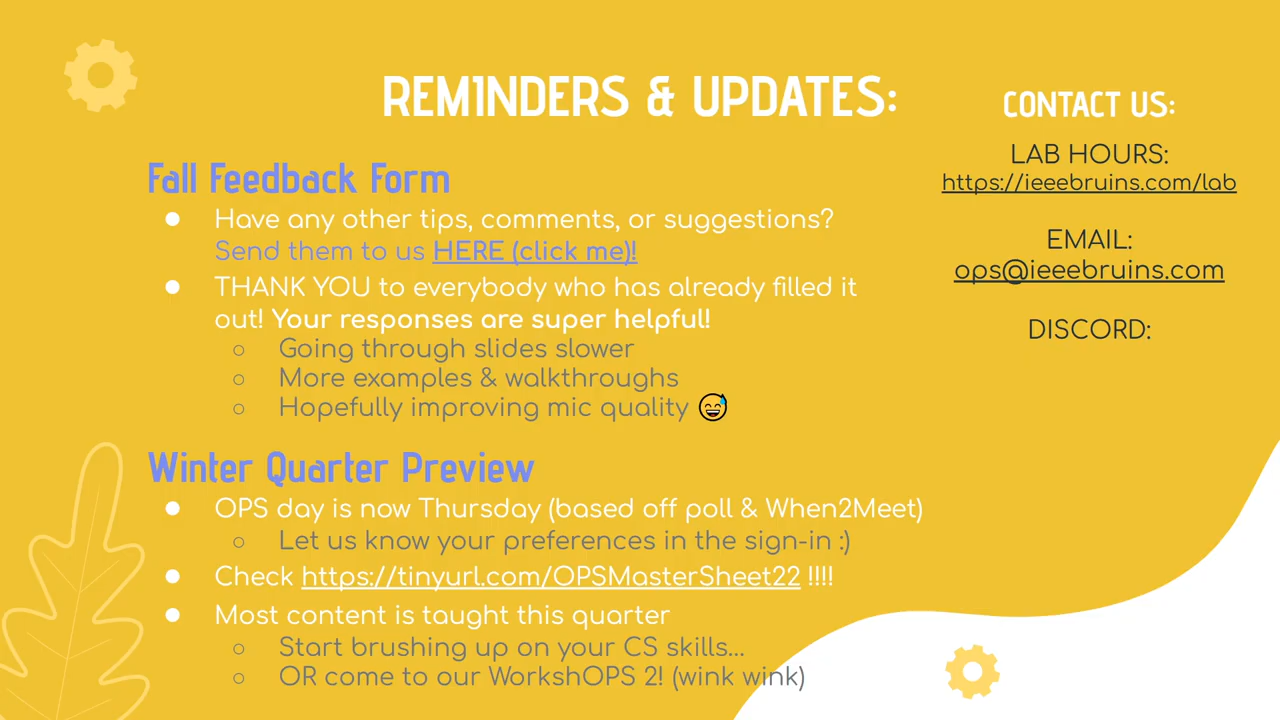 REMINDERS & UPDATES:
Fall Feedback Form
● Have any other tips, comments, or suggestions?
Send them to us HERE (click me)!
● THANK YOU to everybody who has already filled it
out! Your responses are super helpful!
○ Going through slides slower
○ More examples & walkthroughs
○ Hopefully improving mic quality 😅
Winter Quarter Preview
● OPS day is now Thursday (based off poll & When2Meet)
○ Let us know your preferences in the sign-in :)
● Check https://tinyurl.com/OPSMasterSheet22 !!!!
● Most content is taught this quarter
○ Start brushing up on your CS skills...
○ OR come to our WorkshOPS 2! (wink wink)
CONTACT US:
LAB HOURS:
https://ieeebruins.com/lab
EMAIL:
ops@ieeebruins.com
DISCORD: